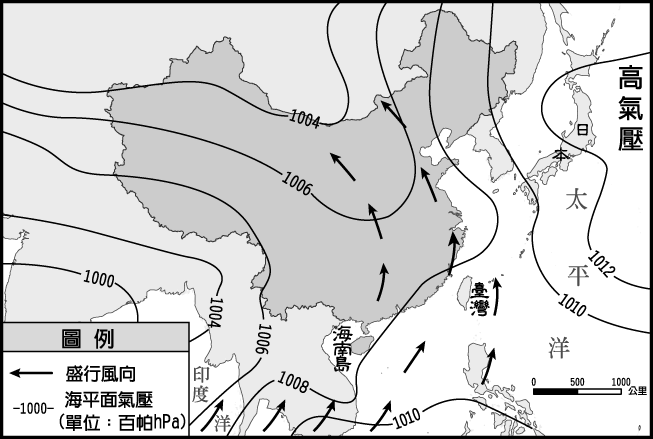 1004
高氣壓
日本
1006
太平洋
1012
1000
1004
1010
臺灣
1006
海南島
圖例
盛行風向
-1000- 海平面氣壓
(單位：百帕hPa)
印度洋
1008
1010
0 500 1000
公里